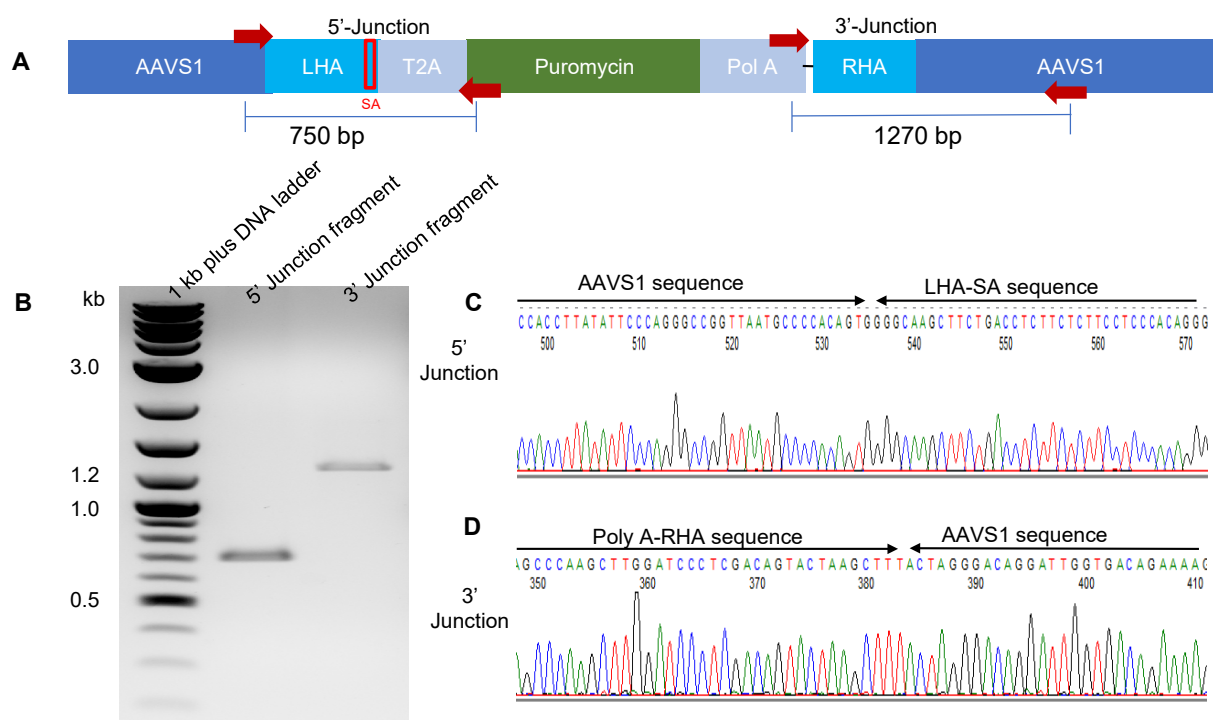 5'-Junction
3'-Junction
A
AAVS1
LHA
T2A
Puromycin
Pol A
RHA
AAVS1
SA
750 bp
1270 bp
1 kb plus DNA ladder
5' Junction fragment
3' Junction fragment
B
kb
3.0
1.2
1.0
0.5
C
AAVS1 sequence
LHA-SA sequence
CCACCTTATATTCCCAGGGCCGGTTAATGCCCCACAGTGGGGCAAGCTTCTGACCTCTTCTCTTCCTCCCACAGGG
500 510 520 530 540 550 560 570
5'
Junction
D
Poly A-RHA sequence
AAVS1 sequence
AGCCCAAGCTTGGATCCCTCGACAGTACTAAGCTTTACTAGGGACAGGATTGGTGACAGAAAAG
350 360 370 380 390 400 410
3'
Junction